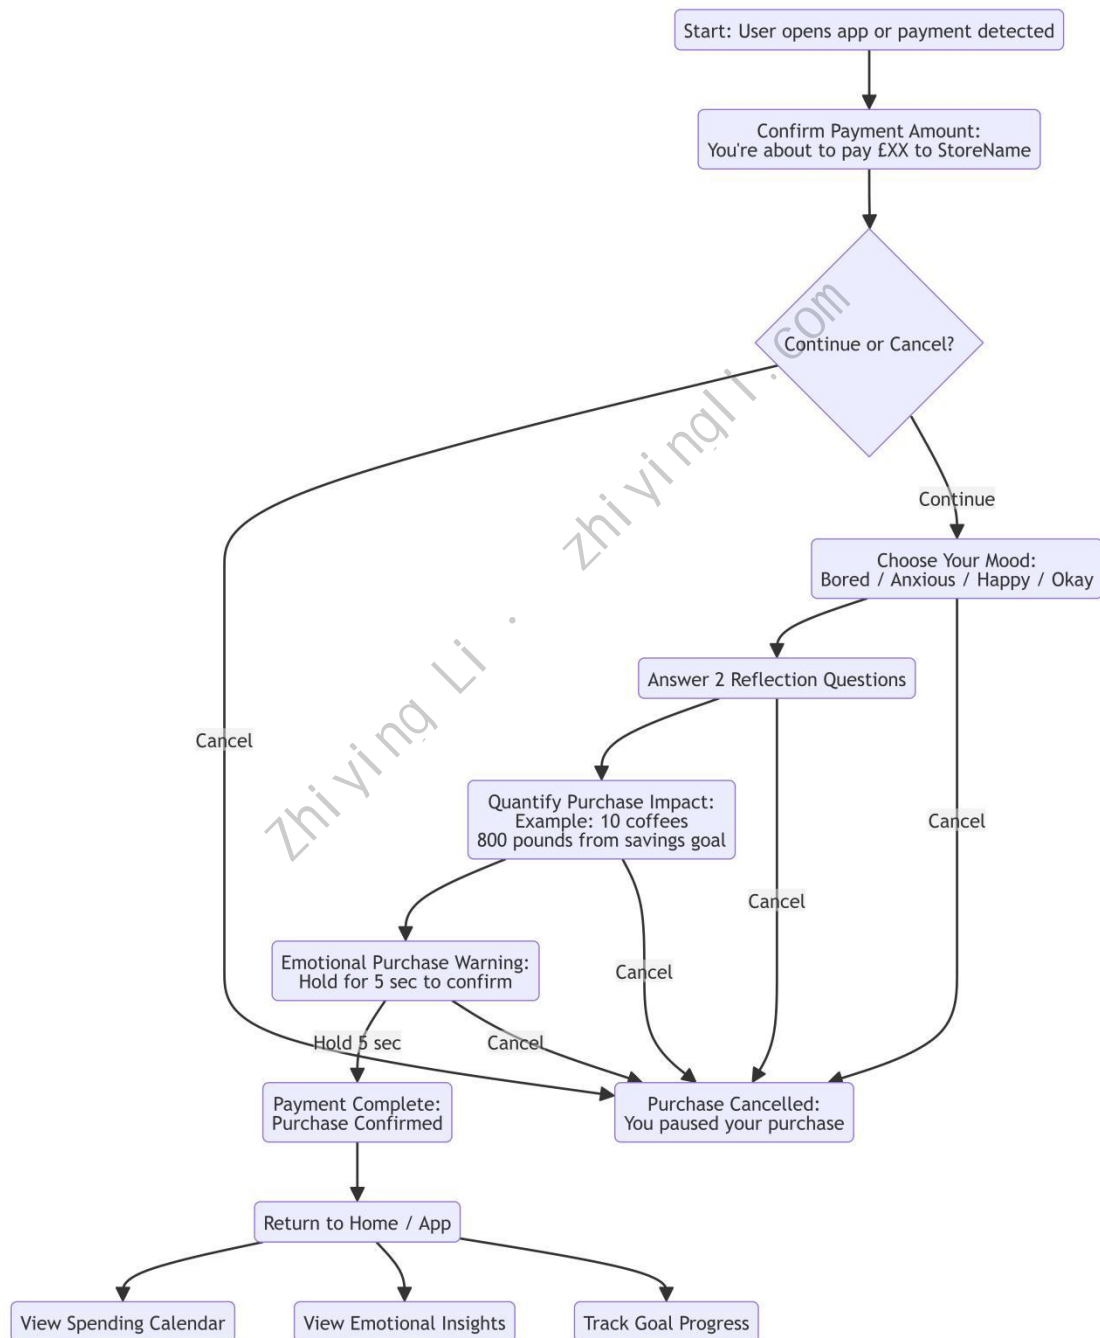 Start: User opens app or payment detected
Confirm Payment Amount:
You're about to pay £XX to StoreName
Continue or Cancel?
Continue
Choose Your Mood:
Bored / Anxious / Happy / Okay
Answer 2 Reflection Questions
Cancel
Quantify Purchase Impact:
Example: 10 coffees
800 pounds from savings goal
Cancel
Cancel
Emotional Purchase Warning:
Hold for 5 sec to confirm
Cancel
Hold 5 sec
Cancel
Payment Complete:
Purchase Confirmed
Purchase Cancelled:
You paused your purchase
Return to Home / App
View Spending Calendar
View Emotional Insights
Track Goal Progress
Zhiying Li · zhiyingli.com